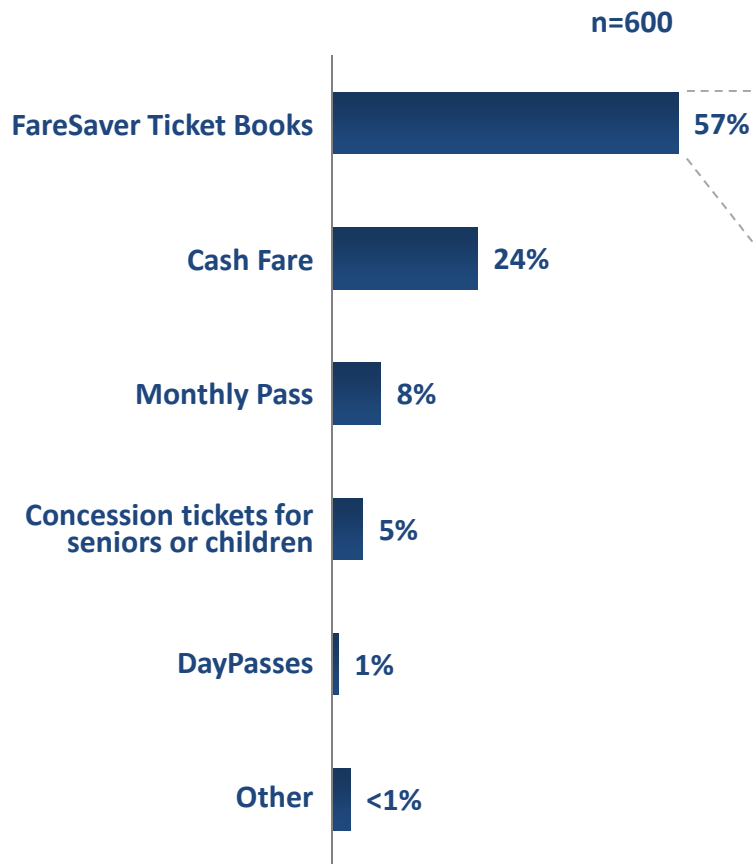 n=600
FareSaver Ticket Books
57%
Cash Fare
24%
Monthly Pass
8%
Concession tickets for
seniors or children
5%
DayPasses
1%
Other
<1%